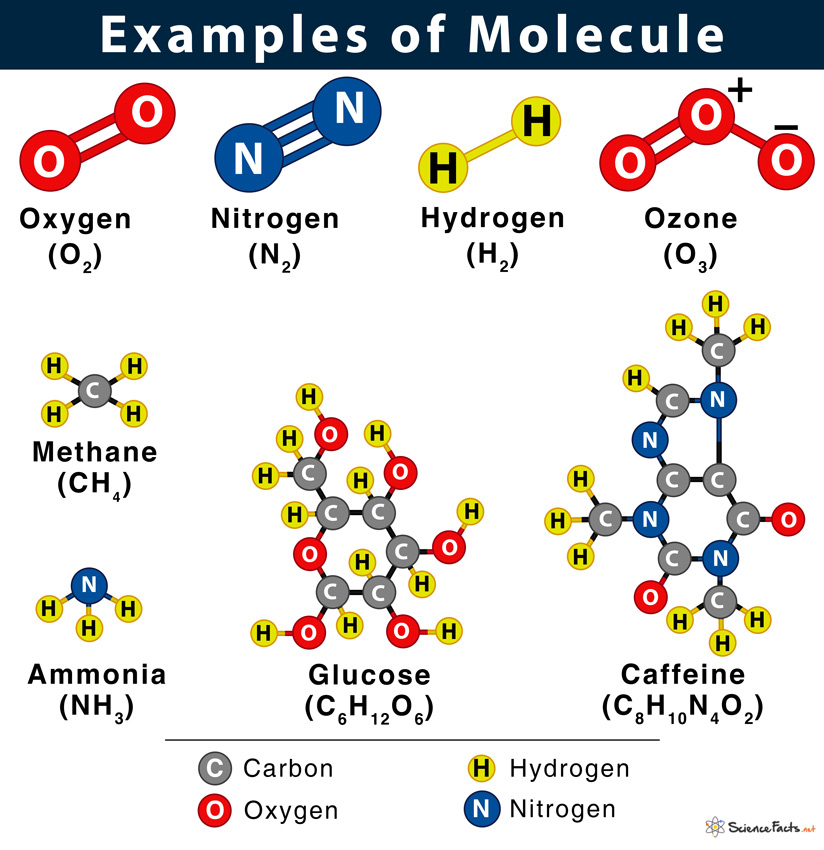 Examples of Molecule
O O
N N
H H
O O + O −
Oxygen Nitrogen Hydrogen Ozone
(O₂) (N₂) (H₂) (O₃)
H H
C
H H
Methane
(CH₄)
N
H H
H
Ammonia
(NH₃)
H
O H
H
H C H O
H C C H
O H C O
C C H
H O H O H
Glucose
(C₆H₁₂O₆)
H
H H
C
H C N
N
H C C
H C N C O
H C N
O C
H H
H
Caffeine
(C₈H₁₀N₄O₂)
C Carbon H Hydrogen
O Oxygen N Nitrogen
ScienceFacts.net